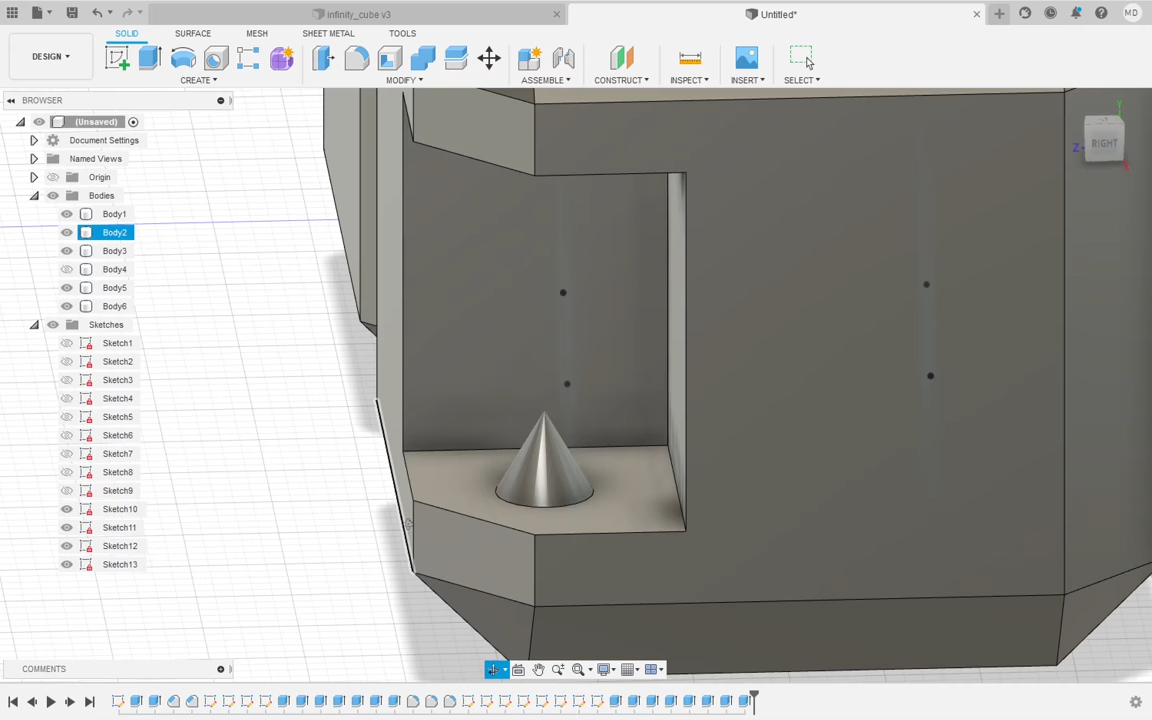 infinity_cube v3
Untitled*
MD
DESIGN
SOLID
SURFACE
MESH
SHEET METAL
TOOLS
CREATE
MODIFY
ASSEMBLE
CONSTRUCT
INSPECT
INSERT
SELECT
BROWSER
(Unsaved)
Document Settings
Named Views
Origin
Bodies
Body1
Body2
Body3
Body4
Body5
Body6
Sketches
Sketch1
Sketch2
Sketch3
Sketch4
Sketch5
Sketch6
Sketch7
Sketch8
Sketch9
Sketch10
Sketch11
Sketch12
Sketch13
Y
RIGHT
Z
X
COMMENTS